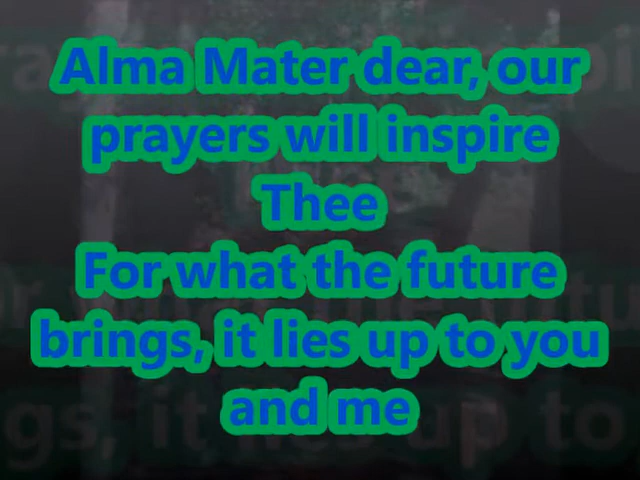 Alma Mater dear, our
prayers will inspire
Thee
For what the future
brings, it lies up to you
and me